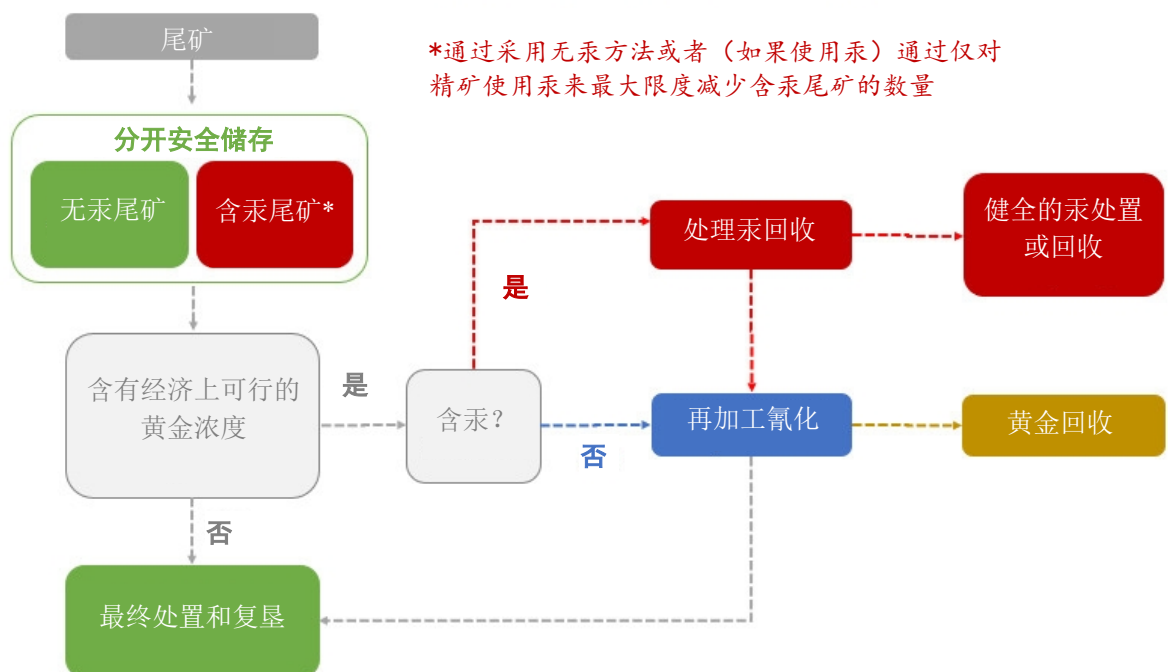 尾矿
*通过采用无汞方法或者（如果使用汞）通过仅对
精矿使用汞来最大限度减少含汞尾矿的数量
分开安全储存
无汞尾矿
含汞尾矿*
处理汞回收
健全的汞处置
或回收
是
含有经济上可行的
黄金浓度
是
含汞?
再加工氰化
黄金回收
否
否
最终处置和复垦